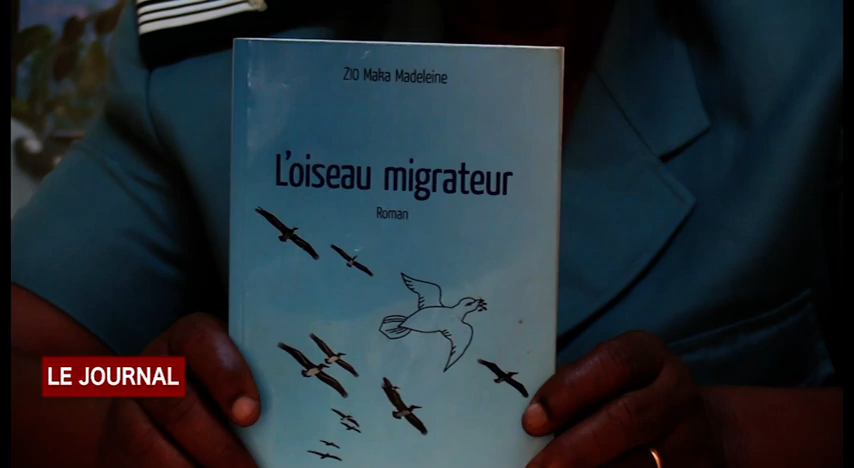 ZIO Maka Madeleine
L'oiseau migrateur
Roman
LE JOURNAL